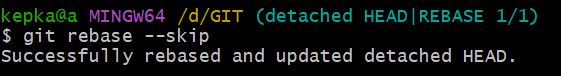 kepka@a MINGW64 /d/GIT (detached HEAD|REBASE 1/1)
$ git rebase --skip
Successfully rebased and updated detached HEAD.